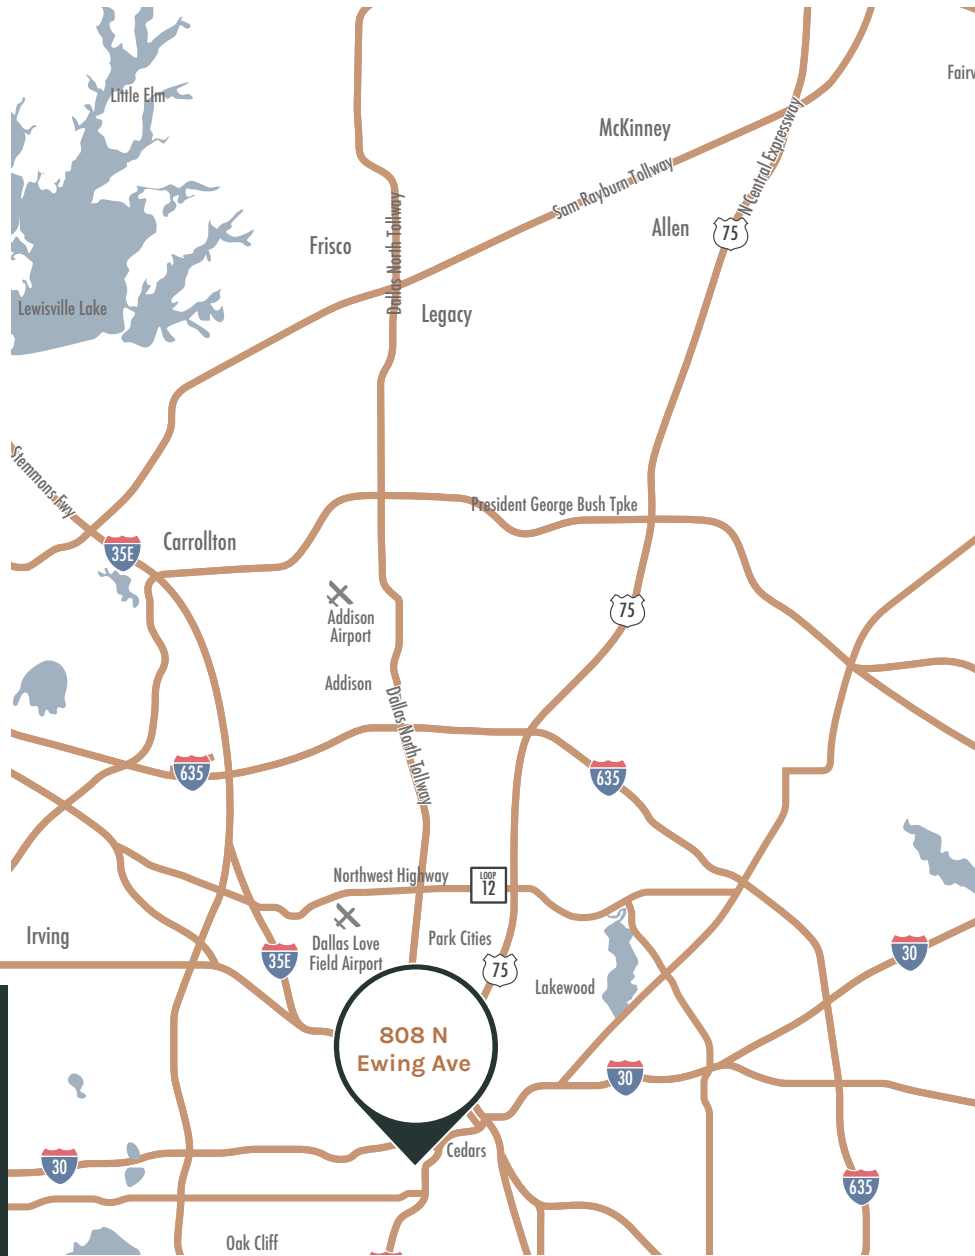 Little Elm
Fairv
McKinney
N Central Expressway
Sam Rayburn Tollway
Allen
75
Dallas North Tollway
Frisco
Lewisville Lake
Legacy
Stemmons Fwy
President George Bush Tpke
35E
Carrollton
75
Addison
Airport
Addison
Dallas North Tollway
635
635
Northwest Highway
LOOP
12
Irving
Dallas Love
Field Airport
Park Cities
35E
75
30
Lakewood
808 N
Ewing Ave
30
Cedars
30
635
Oak Cliff